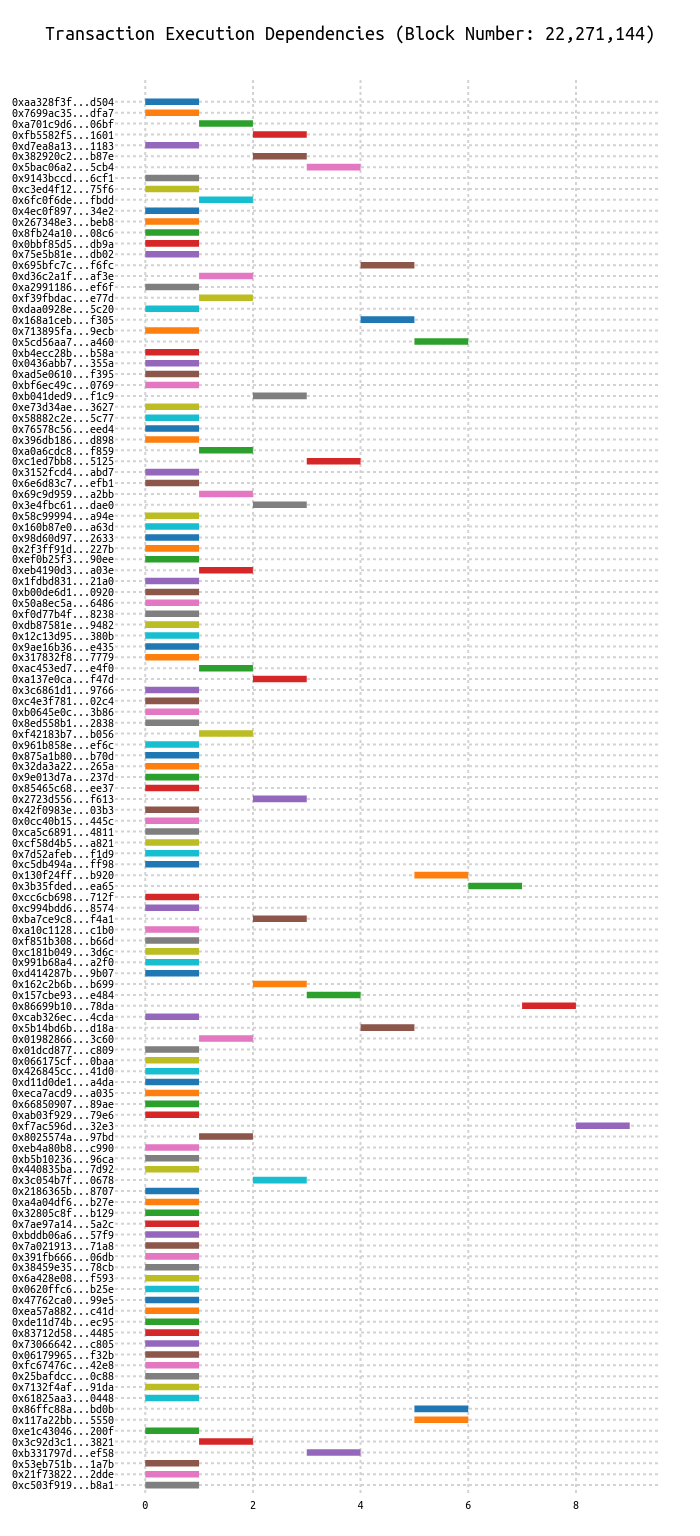 Transaction Execution Dependencies (Block Number: 22,271,144)
0xaa328f3f...d504
0x7699ac35...dfa7
0xa701c9d6...06bf
0xfb5582f5...1601
0xd7ea8a13...1183
0x382920c2...b87e
0x5bac06a2...5cb4
0x9143bccd...6cf1
0xc3ed4f12...75f6
0x6fc0f6de...fbdd
0x4ec0f897...34e2
0x267348e3...beb8
0x8fb24a10...08c6
0x0bbf85d5...db9a
0x75e5b81e...db02
0x695bfc7c...f6fc
0xd36c2a1f...af3e
0xa2991186...ef6f
0xf39fbdac...e77d
0xdaa0928e...5c20
0x168a1ceb...f305
0x713895fa...9ecb
0x5cd56aa7...a460
0xb4ecc28b...b58a
0x0436abb7...355a
0xad5e0610...f395
0xbf6ec49c...0769
0xb041ded9...f1c9
0xe73d34ae...3627
0x58882c2e...5c77
0x76578c56...eed4
0x396db186...d898
0xa0a6cdc8...f859
0xc1ed7bb8...5125
0x3152fcd4...abd7
0x6e6d83c7...efb1
0x69c9d959...a2bb
0x3e4fbc61...dae0
0x58c99994...a94e
0x160b87e0...a63d
0x98d60d97...2633
0x2f3ff91d...227b
0xef0b25f3...90ee
0xeb4190d3...a03e
0x1fdbd831...21a0
0xb00de6d1...0920
0x50a8ec5a...6486
0xf0d77b4f...8238
0xdb87581e...9482
0x12c13d95...380b
0x9ae16b36...e435
0x317832f8...7779
0xac453ed7...e4f0
0xa137e0ca...f47d
0x3c6861d1...9766
0xc4e3f781...02c4
0xb0645e0c...3b86
0x8ed558b1...2838
0xf42183b7...b056
0x961b858e...ef6c
0x875a1b80...b70d
0x32da3a22...265a
0x9e013d7a...237d
0x85465c68...ee37
0x2723d556...f613
0x42f0983e...03b3
0x0cc40b15...445c
0xca5c6891...4811
0xcf58d4b5...a821
0x7d52afeb...f1d9
0xc5db494a...ff98
0x130f24ff...b920
0x3b35fded...ea65
0xcc6cb698...712f
0xc994bdd6...8574
0xba7ce9c8...f4a1
0xa10c1128...c1b0
0xf851b308...b66d
0xc181b049...3d6c
0x991b68a4...a2f0
0xd414287b...9b07
0x162c2b6b...b699
0x157cbe93...e484
0x86699b10...78da
0xcab326ec...4cda
0x5b14bd6b...d18a
0x01982866...3c60
0x01dcd877...c809
0x066175cf...0baa
0x426845cc...41d0
0xd11d0de1...a4da
0xeca7acd9...a035
0x66850907...89ae
0xab03f929...79e6
0xf7ac596d...32e3
0x8025574a...97bd
0xeb4a80b8...c990
0xb5b10236...96ca
0x440835ba...7d92
0x3c054b7f...0678
0x2186365b...8707
0xa4a04df6...b27e
0x32805c8f...b129
0x7ae97a14...5a2c
0xbddb06a6...57f9
0x7a021913...71a8
0x391fb666...06db
0x38459e35...78cb
0x6a428e08...f593
0x0620ffc6...b25e
0x47762ca0...99e5
0xea57a882...c41d
0xde11d74b...ec95
0x83712d58...4485
0x73066642...c805
0x06179965...f32b
0xfc67476c...42e8
0x25bafdcc...0c88
0x7132f4af...91da
0x61825aa3...0448
0x86ffc88a...bd0b
0x117a22bb...5550
0xe1c43046...200f
0x3c92d3c1...3821
0xb331797d...ef58
0x53eb751b...1a7b
0x21f73822...2dde
0xc503f919...b8a1
0 2 4 6 8